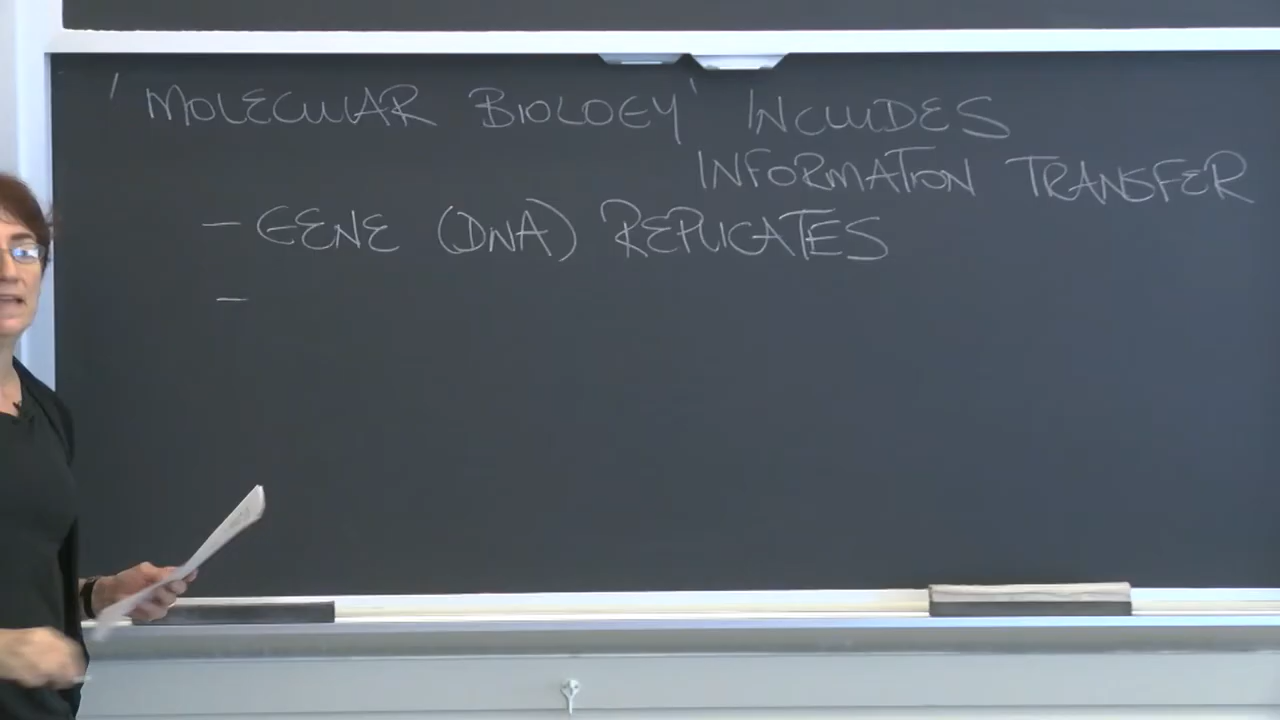 'MOLECULAR BIOLOGY' INCLUDES
INFORMATION TRANSFER
- GENE (DNA) REPLICATES
-